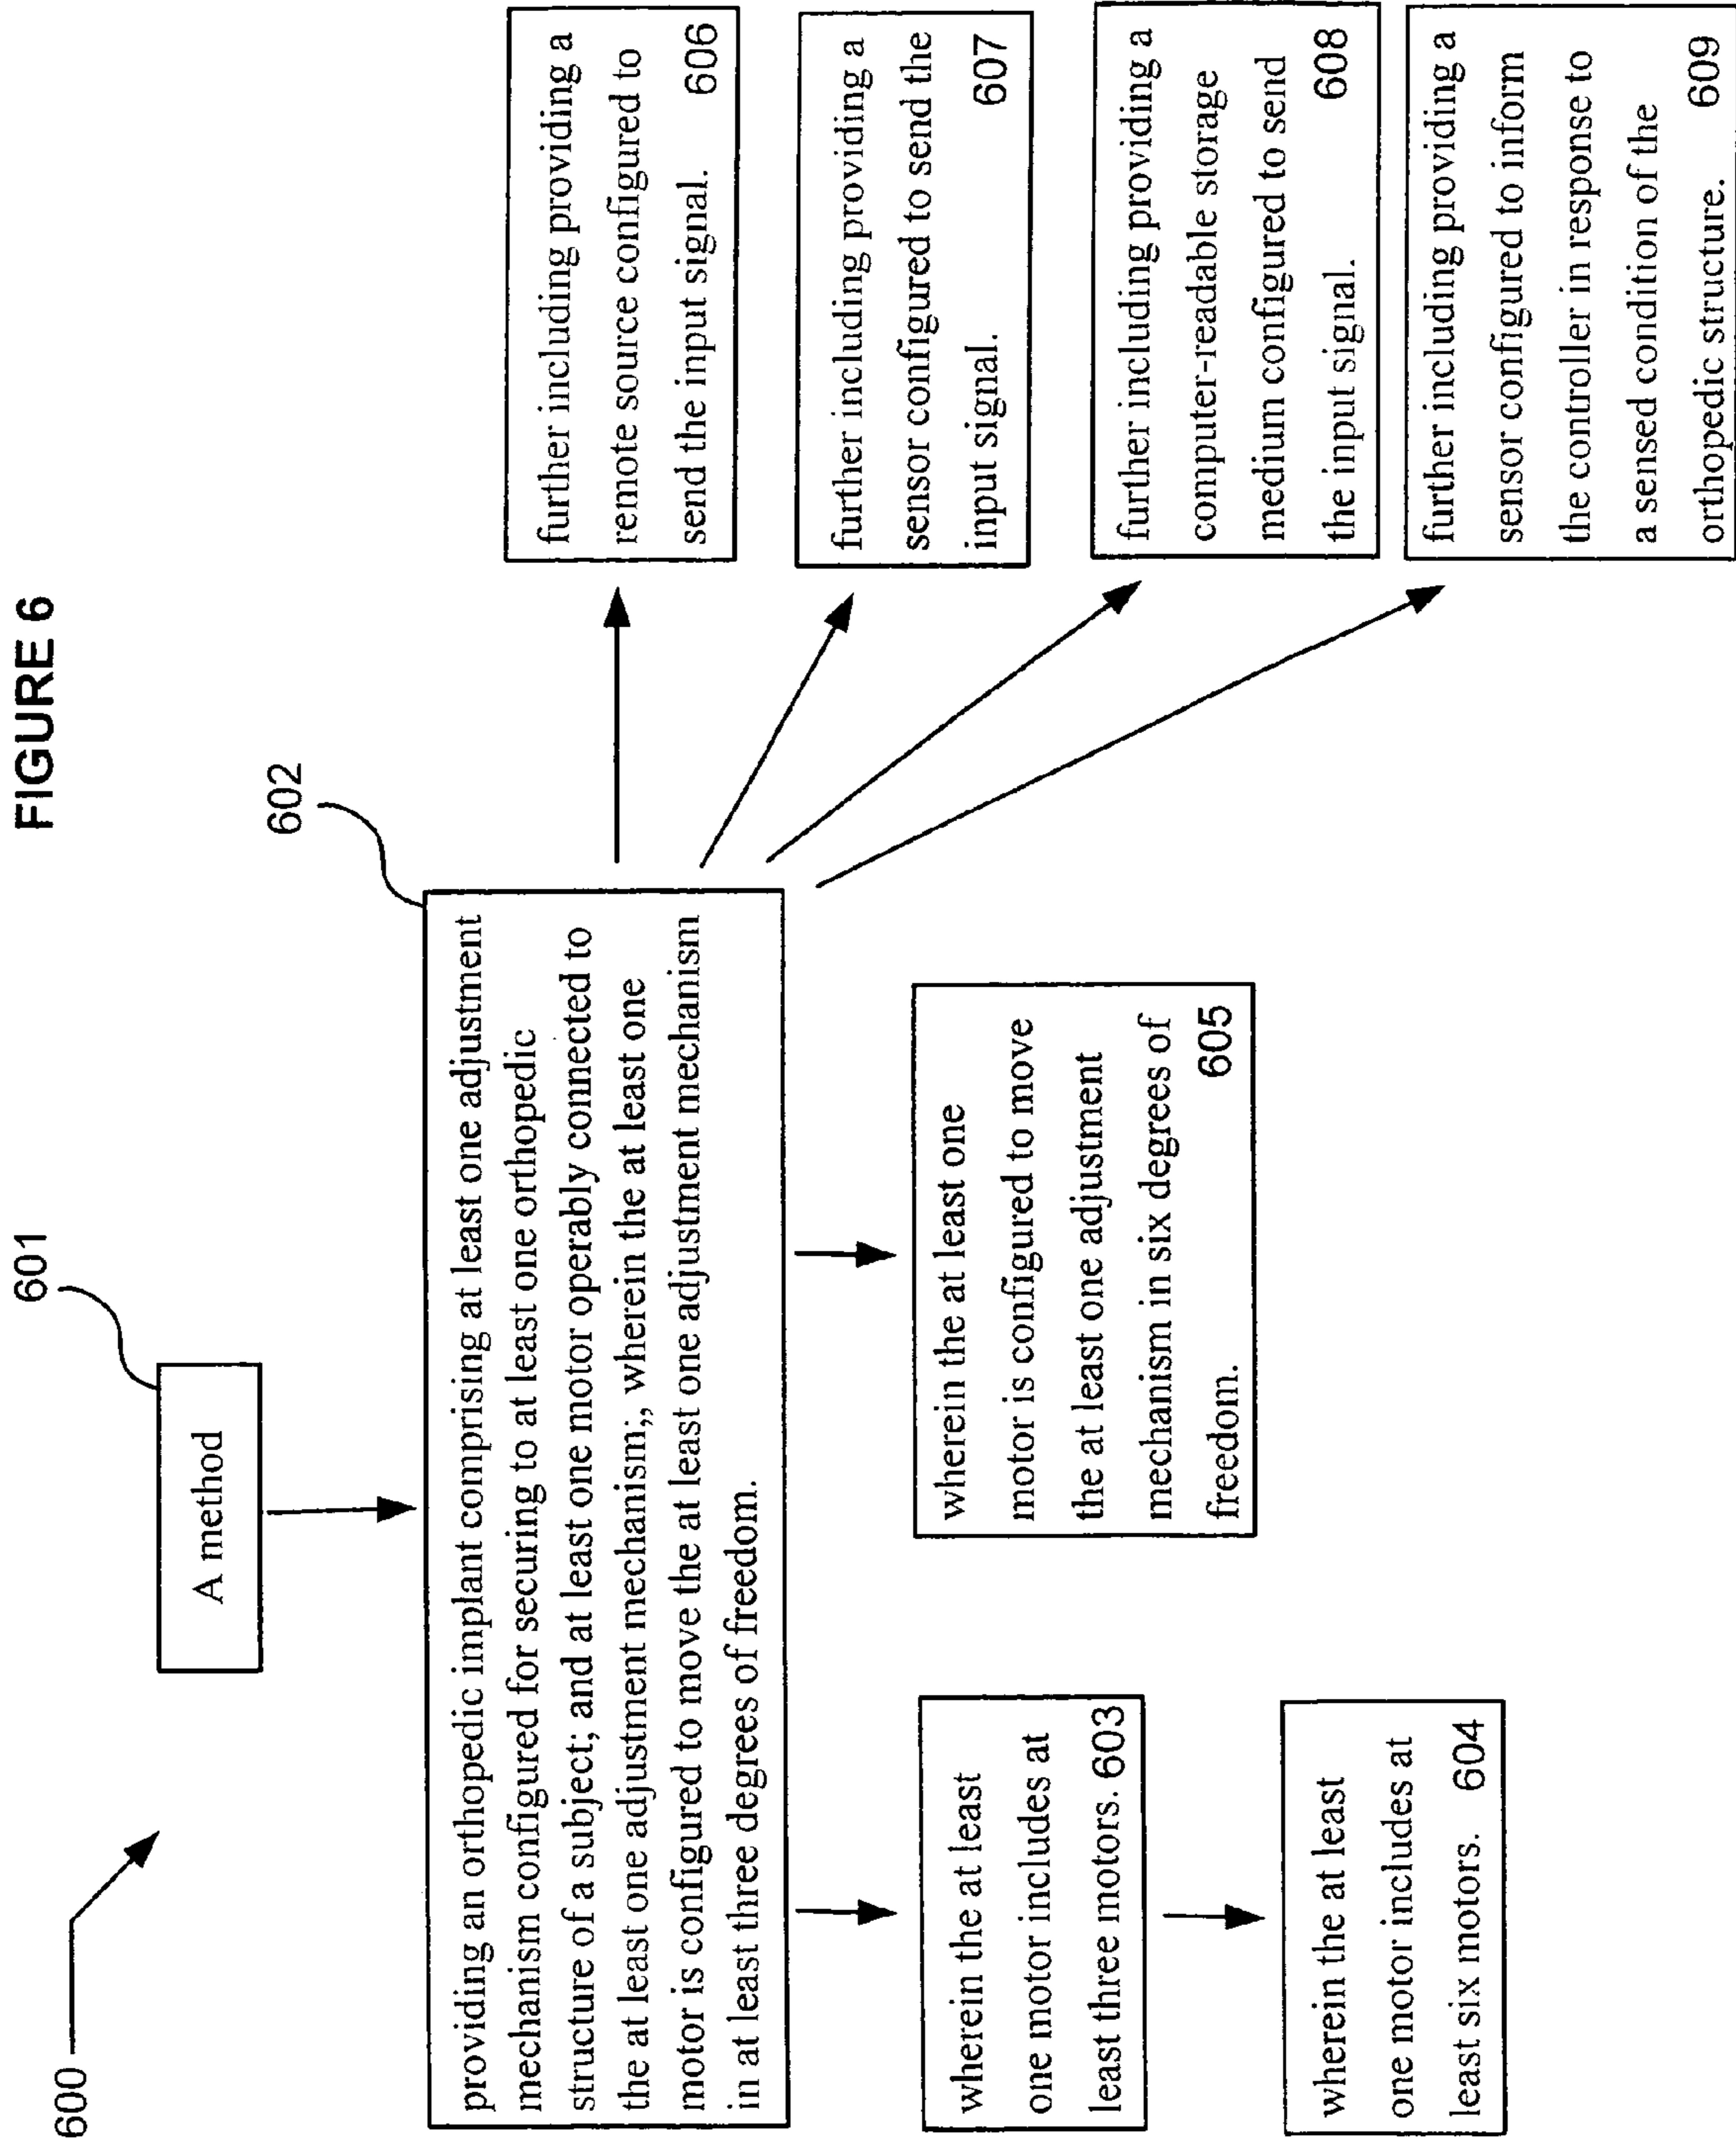 FIGURE 6
600
601
A method
602
providing an orthopedic implant comprising at least one adjustment
mechanism configured for securing to at least one orthopedic
structure of a subject; and at least one motor operably connected to
the at least one adjustment mechanism;, wherein the at least one
motor is configured to move the at least one adjustment mechanism
in at least three degrees of freedom.
wherein the at least
one motor includes at
least three motors. 603
wherein the at least
one motor includes at
least six motors. 604
wherein the at least one
motor is configured to move
the at least one adjustment
mechanism in six degrees of
freedom. 605
further including providing a
remote source configured to
send the input signal. 606
further including providing a
sensor configured to send the
input signal. 607
further including providing a
computer-readable storage
medium configured to send
the input signal. 608
further including providing a
sensor configured to inform
the controller in response to
a sensed condition of the
orthopedic structure. 609